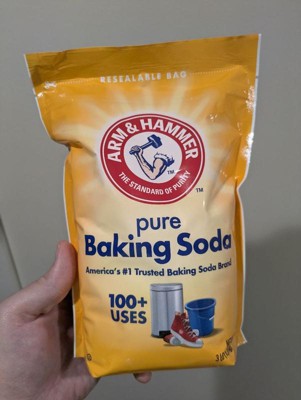 RESEALABLE BAG
ARM & HAMMER
TM
THE STANDARD OF PURITY
TM
pure
Baking Soda
America's #1 Trusted Baking Soda Brand
100+
USES